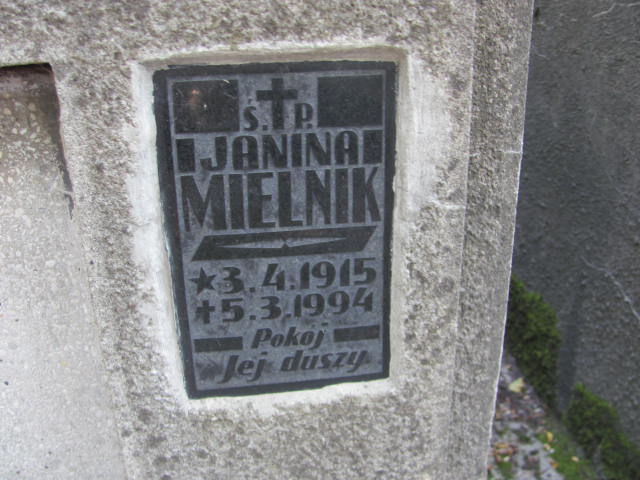 Ś. P.
JANINA
MIELNIK
★3.4.1915
✝5.3.1994
Pokój
Jej duszy